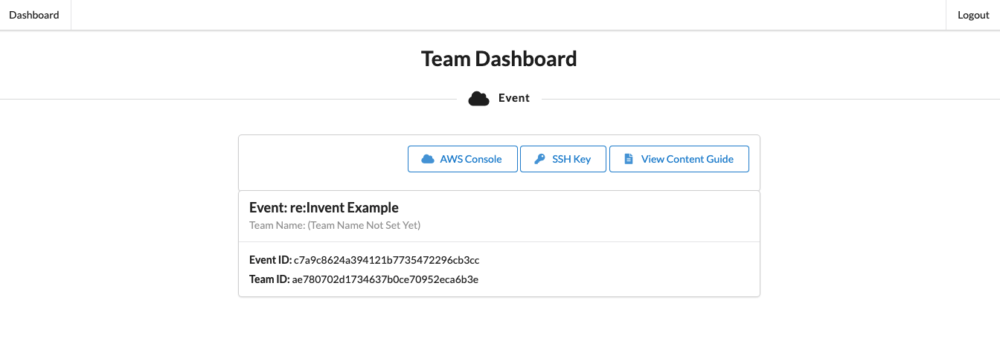 Dashboard
Logout
Team Dashboard
Event
AWS Console
SSH Key
View Content Guide
Event: re:Invent Example
Team Name: (Team Name Not Set Yet)
Event ID: c7a9c8624a394121b7735472296cb3cc
Team ID: ae780702d1734637b0ce70952eca6b3e